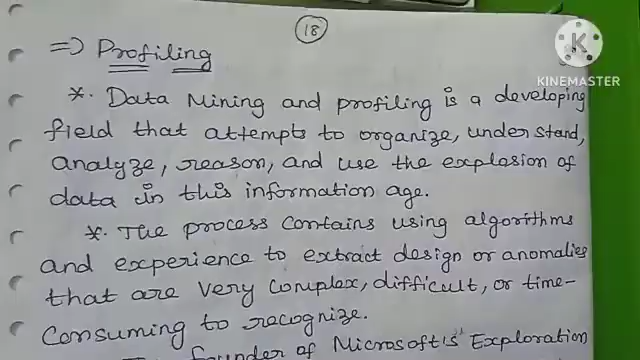 18
=> Profiling
*. Data Mining and profiling is a developing
field that attempts to organize, understand,
analyze, reason, and use the explosion of
data in this information age.
*. The process contains using algorithms
and experience to extract design or anomalies
that are very complex, difficult, or time-
consuming to recognize.
founder of Microsoft's Exploration
K
KINEMASTER